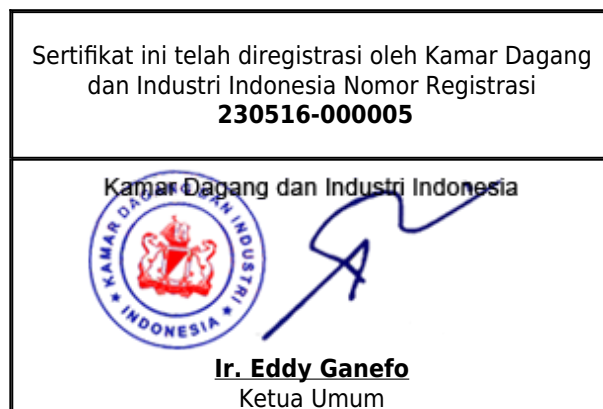 Sertifikat ini telah diregistrasi oleh Kamar Dagang
dan Industri Indonesia Nomor Registrasi
230516-000005
Kamar Dagang dan Industri Indonesia
KAMAR DAGANG DAN INDUSTRI
★ INDONESIA ★
Ir. Eddy Ganefo
Ketua Umum